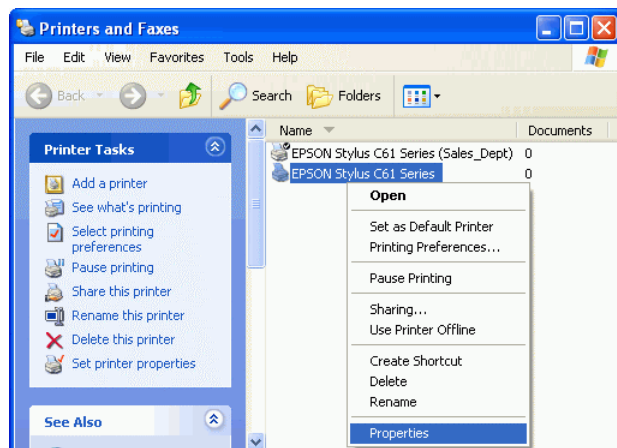 Printers and Faxes
File Edit View Favorites Tools Help
Back Search Folders
Name Documents
Printer Tasks
Add a printer
See what's printing
Select printing
preferences
Pause printing
Share this printer
Rename this printer
Delete this printer
Set printer properties
See Also
EPSON Stylus C61 Series (Sales_Dept) 0
EPSON Stylus C61 Series 0
Open
Set as Default Printer
Printing Preferences...
Pause Printing
Sharing...
Use Printer Offline
Create Shortcut
Delete
Rename
Properties